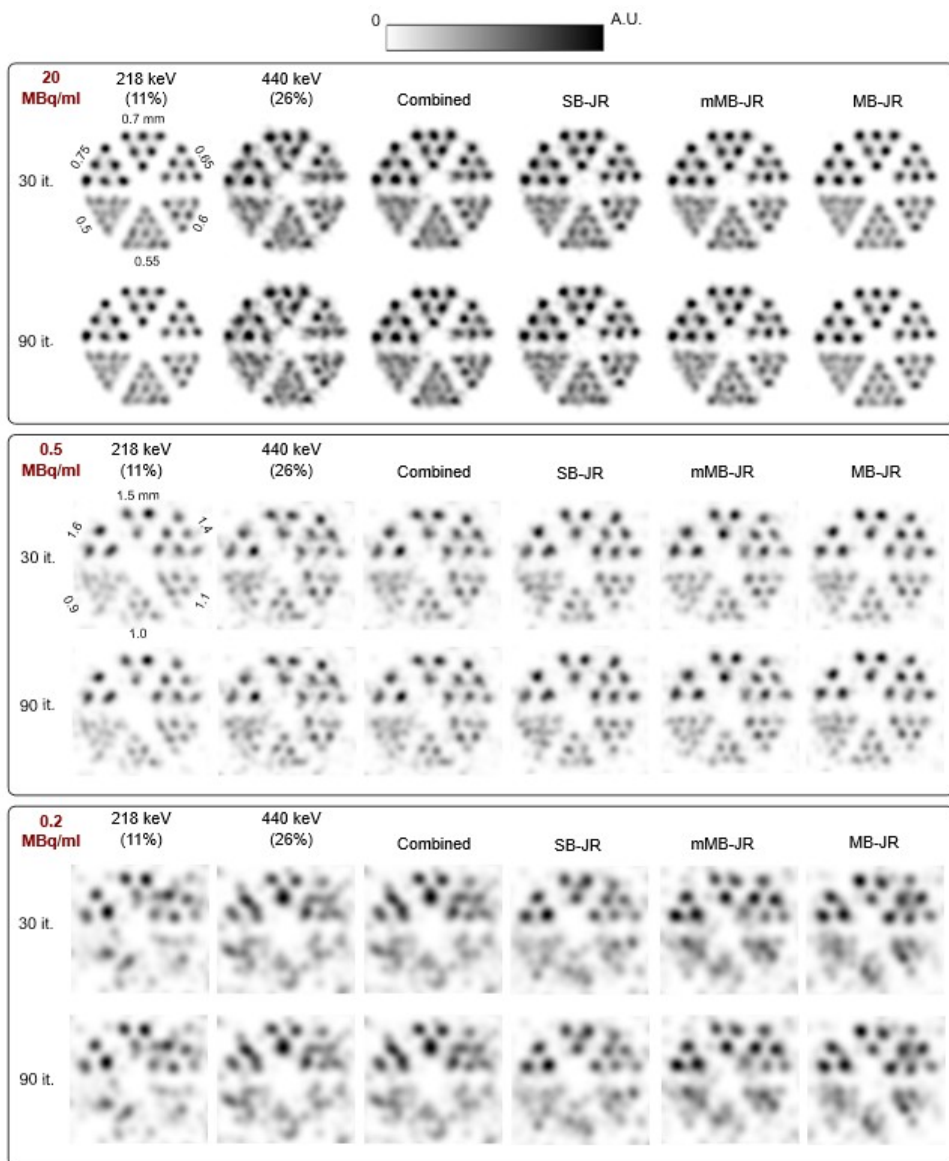 0 A.U.
20 MBq/ml
218 keV (11%)
440 keV (26%)
Combined
SB-JR
mMB-JR
MB-JR
0.7 mm
0.75
0.65
30 it.
0.5
0.6
0.55
90 it.
0.5 MBq/ml
218 keV (11%)
440 keV (26%)
Combined
SB-JR
mMB-JR
MB-JR
1.5 mm
1.6
1.4
30 it.
0.9
1.1
1.0
90 it.
0.2 MBq/ml
218 keV (11%)
440 keV (26%)
Combined
SB-JR
mMB-JR
MB-JR
30 it.
90 it.